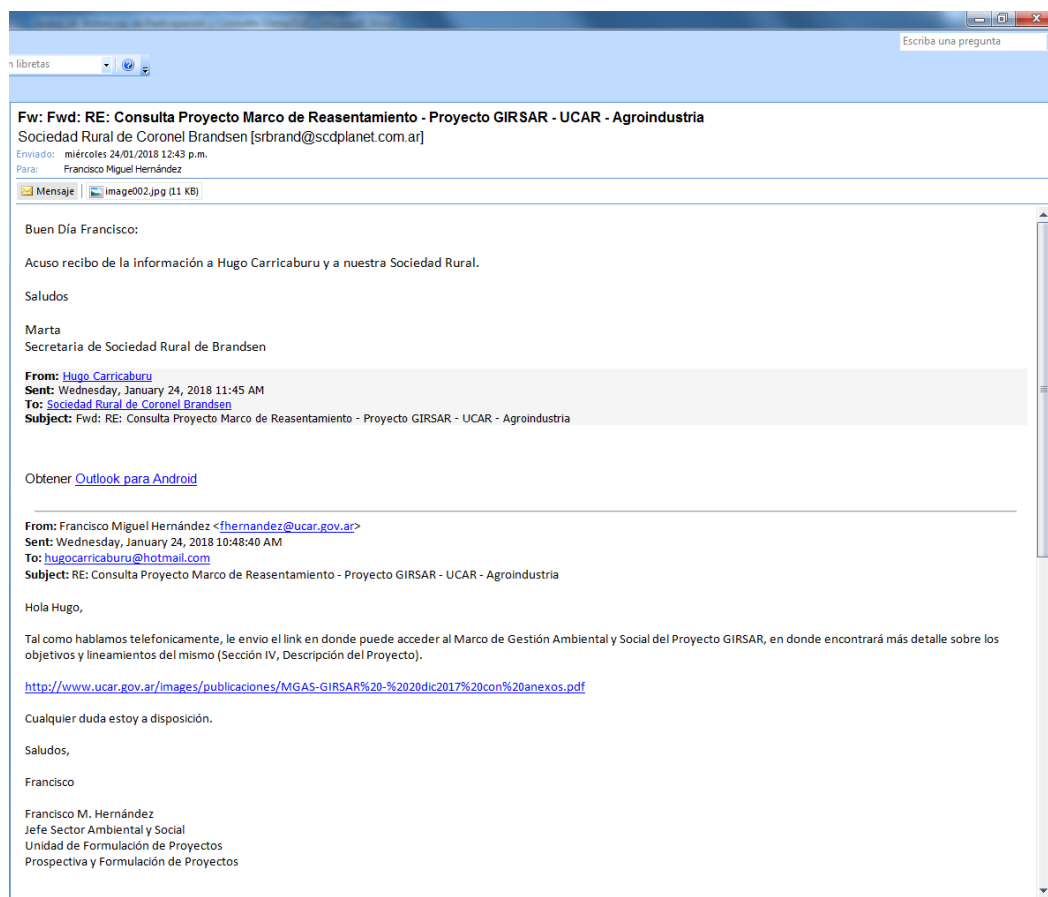 Escriba una pregunta
n libretas
Fw: Fwd: RE: Consulta Proyecto Marco de Reasentamiento - Proyecto GIRSAR - UCAR - Agroindustria
Sociedad Rural de Coronel Brandsen [srbrand@scdplanet.com.ar]
Enviado: miércoles 24/01/2018 12:43 p.m.
Para: Francisco Miguel Hernández
Mensaje image002.jpg (11 KB)
Buen Día Francisco:
Acuso recibo de la información a Hugo Carricaburu y a nuestra Sociedad Rural.
Saludos
Marta
Secretaria de Sociedad Rural de Brandsen
From: Hugo Carricaburu
Sent: Wednesday, January 24, 2018 11:45 AM
To: Sociedad Rural de Coronel Brandsen
Subject: Fwd: RE: Consulta Proyecto Marco de Reasentamiento - Proyecto GIRSAR - UCAR - Agroindustria
Obtener Outlook para Android
From: Francisco Miguel Hernández <fhernandez@ucar.gov.ar>
Sent: Wednesday, January 24, 2018 10:48:40 AM
To: hugocarricaburu@hotmail.com
Subject: RE: Consulta Proyecto Marco de Reasentamiento - Proyecto GIRSAR - UCAR - Agroindustria
Hola Hugo,
Tal como hablamos telefonicamente, le envio el link en donde puede acceder al Marco de Gestión Ambiental y Social del Proyecto GIRSAR, en donde encontrará más detalle sobre los
objetivos y lineamientos del mismo (Sección IV, Descripción del Proyecto).
http://www.ucar.gov.ar/images/publicaciones/MGAS-GIRSAR%20-%2020dic2017%20con%20anexos.pdf
Cualquier duda estoy a disposición.
Saludos,
Francisco
Francisco M. Hernández
Jefe Sector Ambiental y Social
Unidad de Formulación de Proyectos
Prospectiva y Formulación de Proyectos